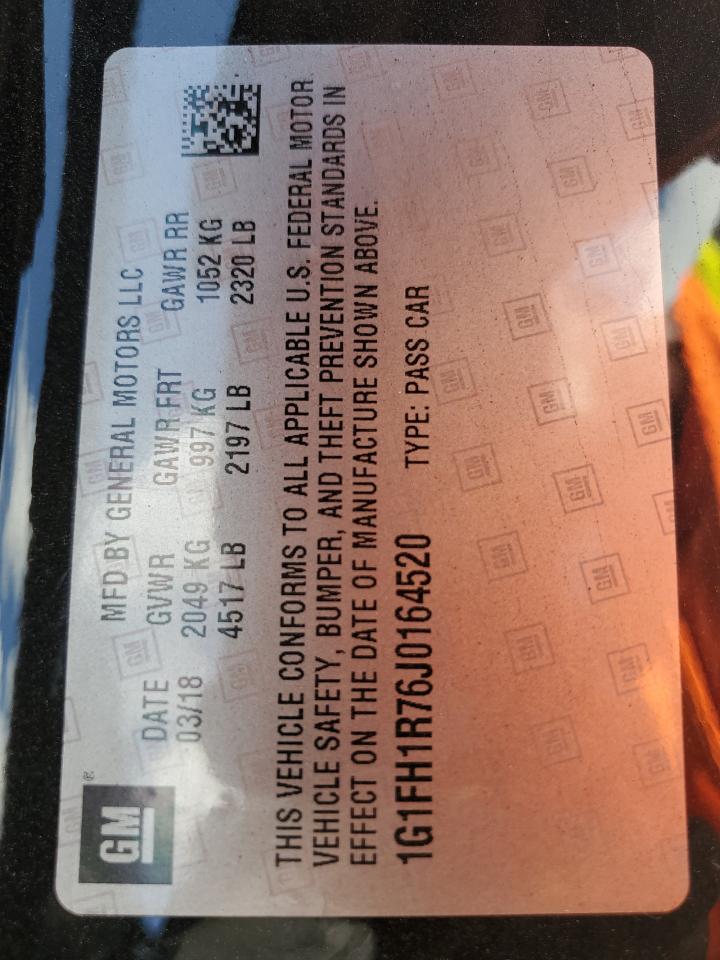 GM®
MFD BY GENERAL MOTORS LLC
DATE GVWR GAWR FRT GAWR RR
03/18 2049 KG 997 KG 1052 KG
4517 LB 2197 LB 2320 LB
THIS VEHICLE CONFORMS TO ALL APPLICABLE U.S. FEDERAL MOTOR
VEHICLE SAFETY, BUMPER, AND THEFT PREVENTION STANDARDS IN
EFFECT ON THE DATE OF MANUFACTURE SHOWN ABOVE.
1G1FH1R76J0164520 TYPE: PASS CAR